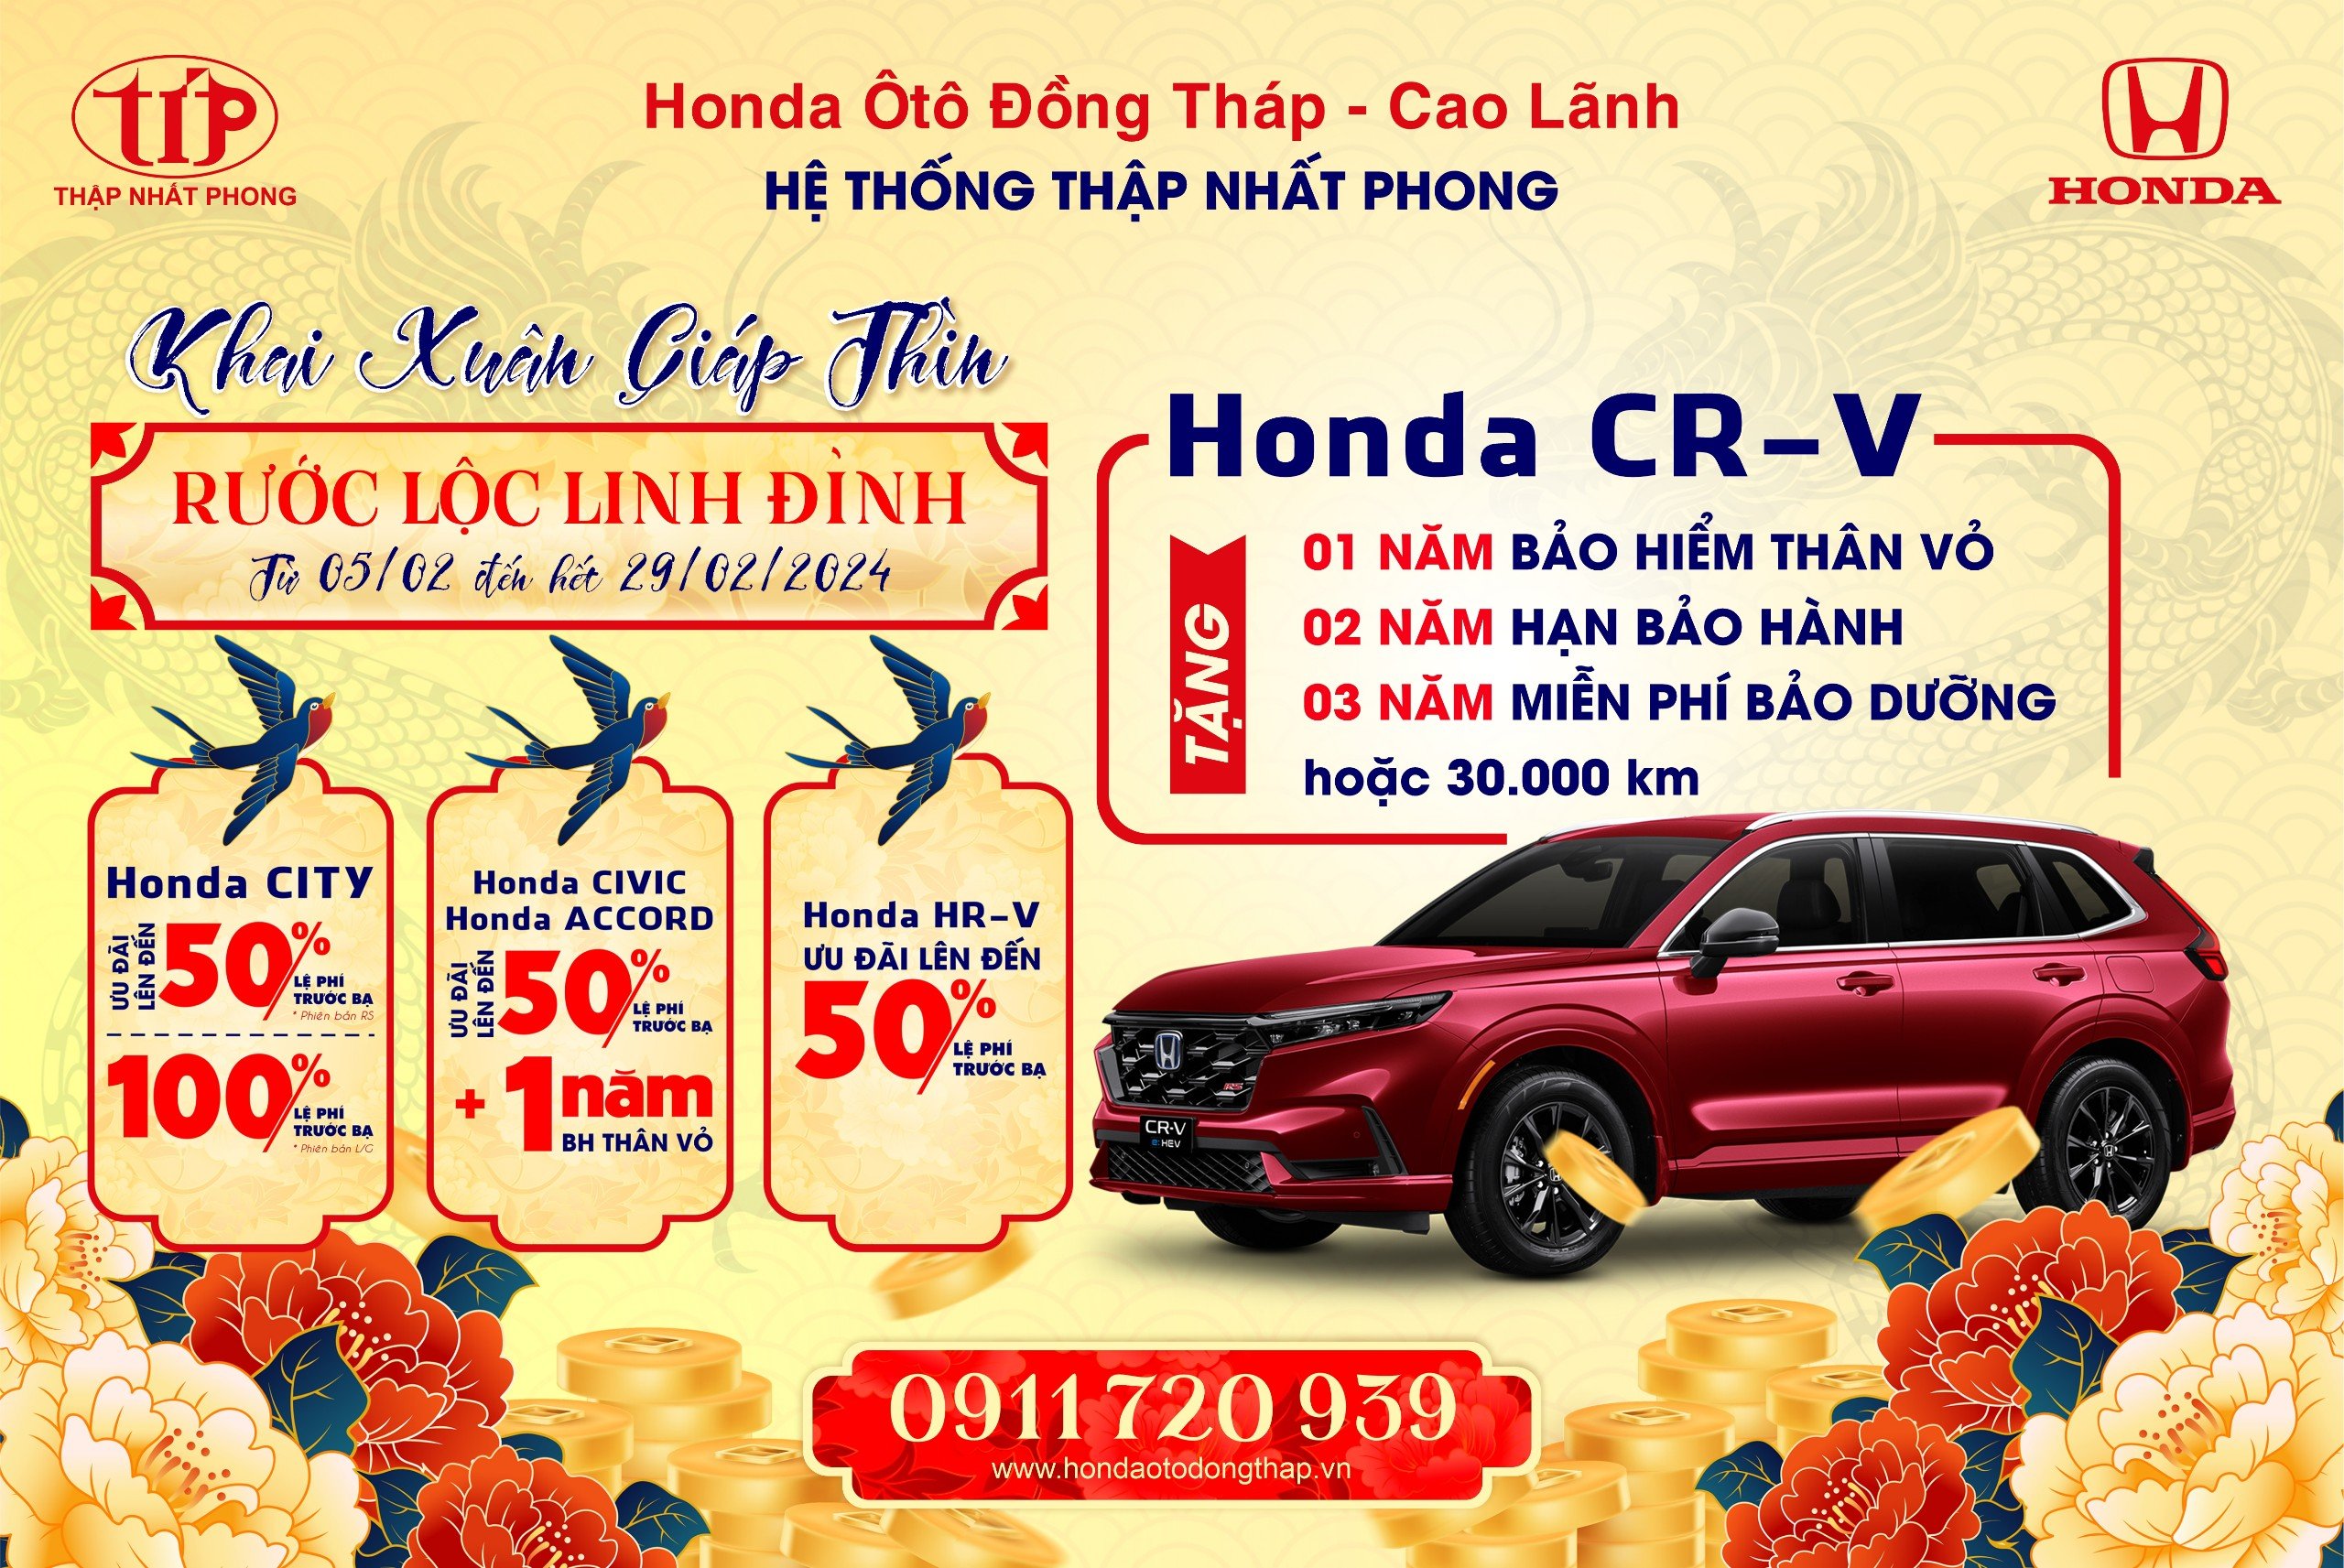 TIP
THẬP NHẤT PHONG
Honda Ôtô Đồng Tháp - Cao Lãnh
HỆ THỐNG THẬP NHẤT PHONG
HONDA
Khai Xuân Giáp Thìn
RƯỚC LỘC LINH ĐÌNH
Từ 05/02 đến hết 29/02/2024
Honda CITY
ƯU ĐÃI
LÊN ĐẾN
50%
LỆ PHÍ
TRƯỚC BẠ
* Phiên bản RS
100%
LỆ PHÍ
TRƯỚC BẠ
* Phiên bản L/G
Honda CIVIC
Honda ACCORD
ƯU ĐÃI
LÊN ĐẾN
50%
LỆ PHÍ
TRƯỚC BẠ
+ 1 năm
BH THÂN VỎ
Honda HR-V
ƯU ĐÃI LÊN ĐẾN
50%
LỆ PHÍ
TRƯỚC BẠ
Honda CR-V
TẶNG
01 NĂM BẢO HIỂM THÂN VỎ
02 NĂM HẠN BẢO HÀNH
03 NĂM MIỄN PHÍ BẢO DƯỠNG
hoặc 30.000 km
RS
CR-V
e:HEV
0911 720 939
www.hondaotodongthap.vn